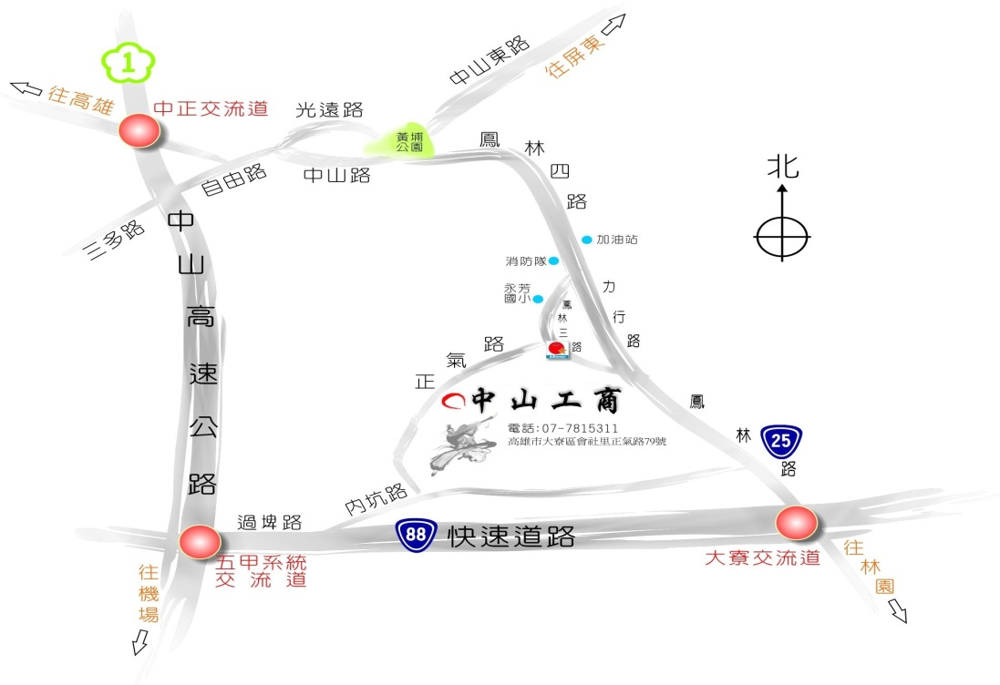 1
往高雄
中正交流道
光遠路
中山東路
往屏東
黃埔
公園
鳳林四路
自由路
中山路
三多路
北
中山高速公路
加油站
消防隊
永芳
國小
鳳林三路
力行路
正氣路
中山工商
電話:07-7815311
高雄市大寮區會社里正氣路79號
鳳林路
25
內坑路
過埤路
88
快速道路
五甲系統
交流道
大寮交流道
往機場
往林園